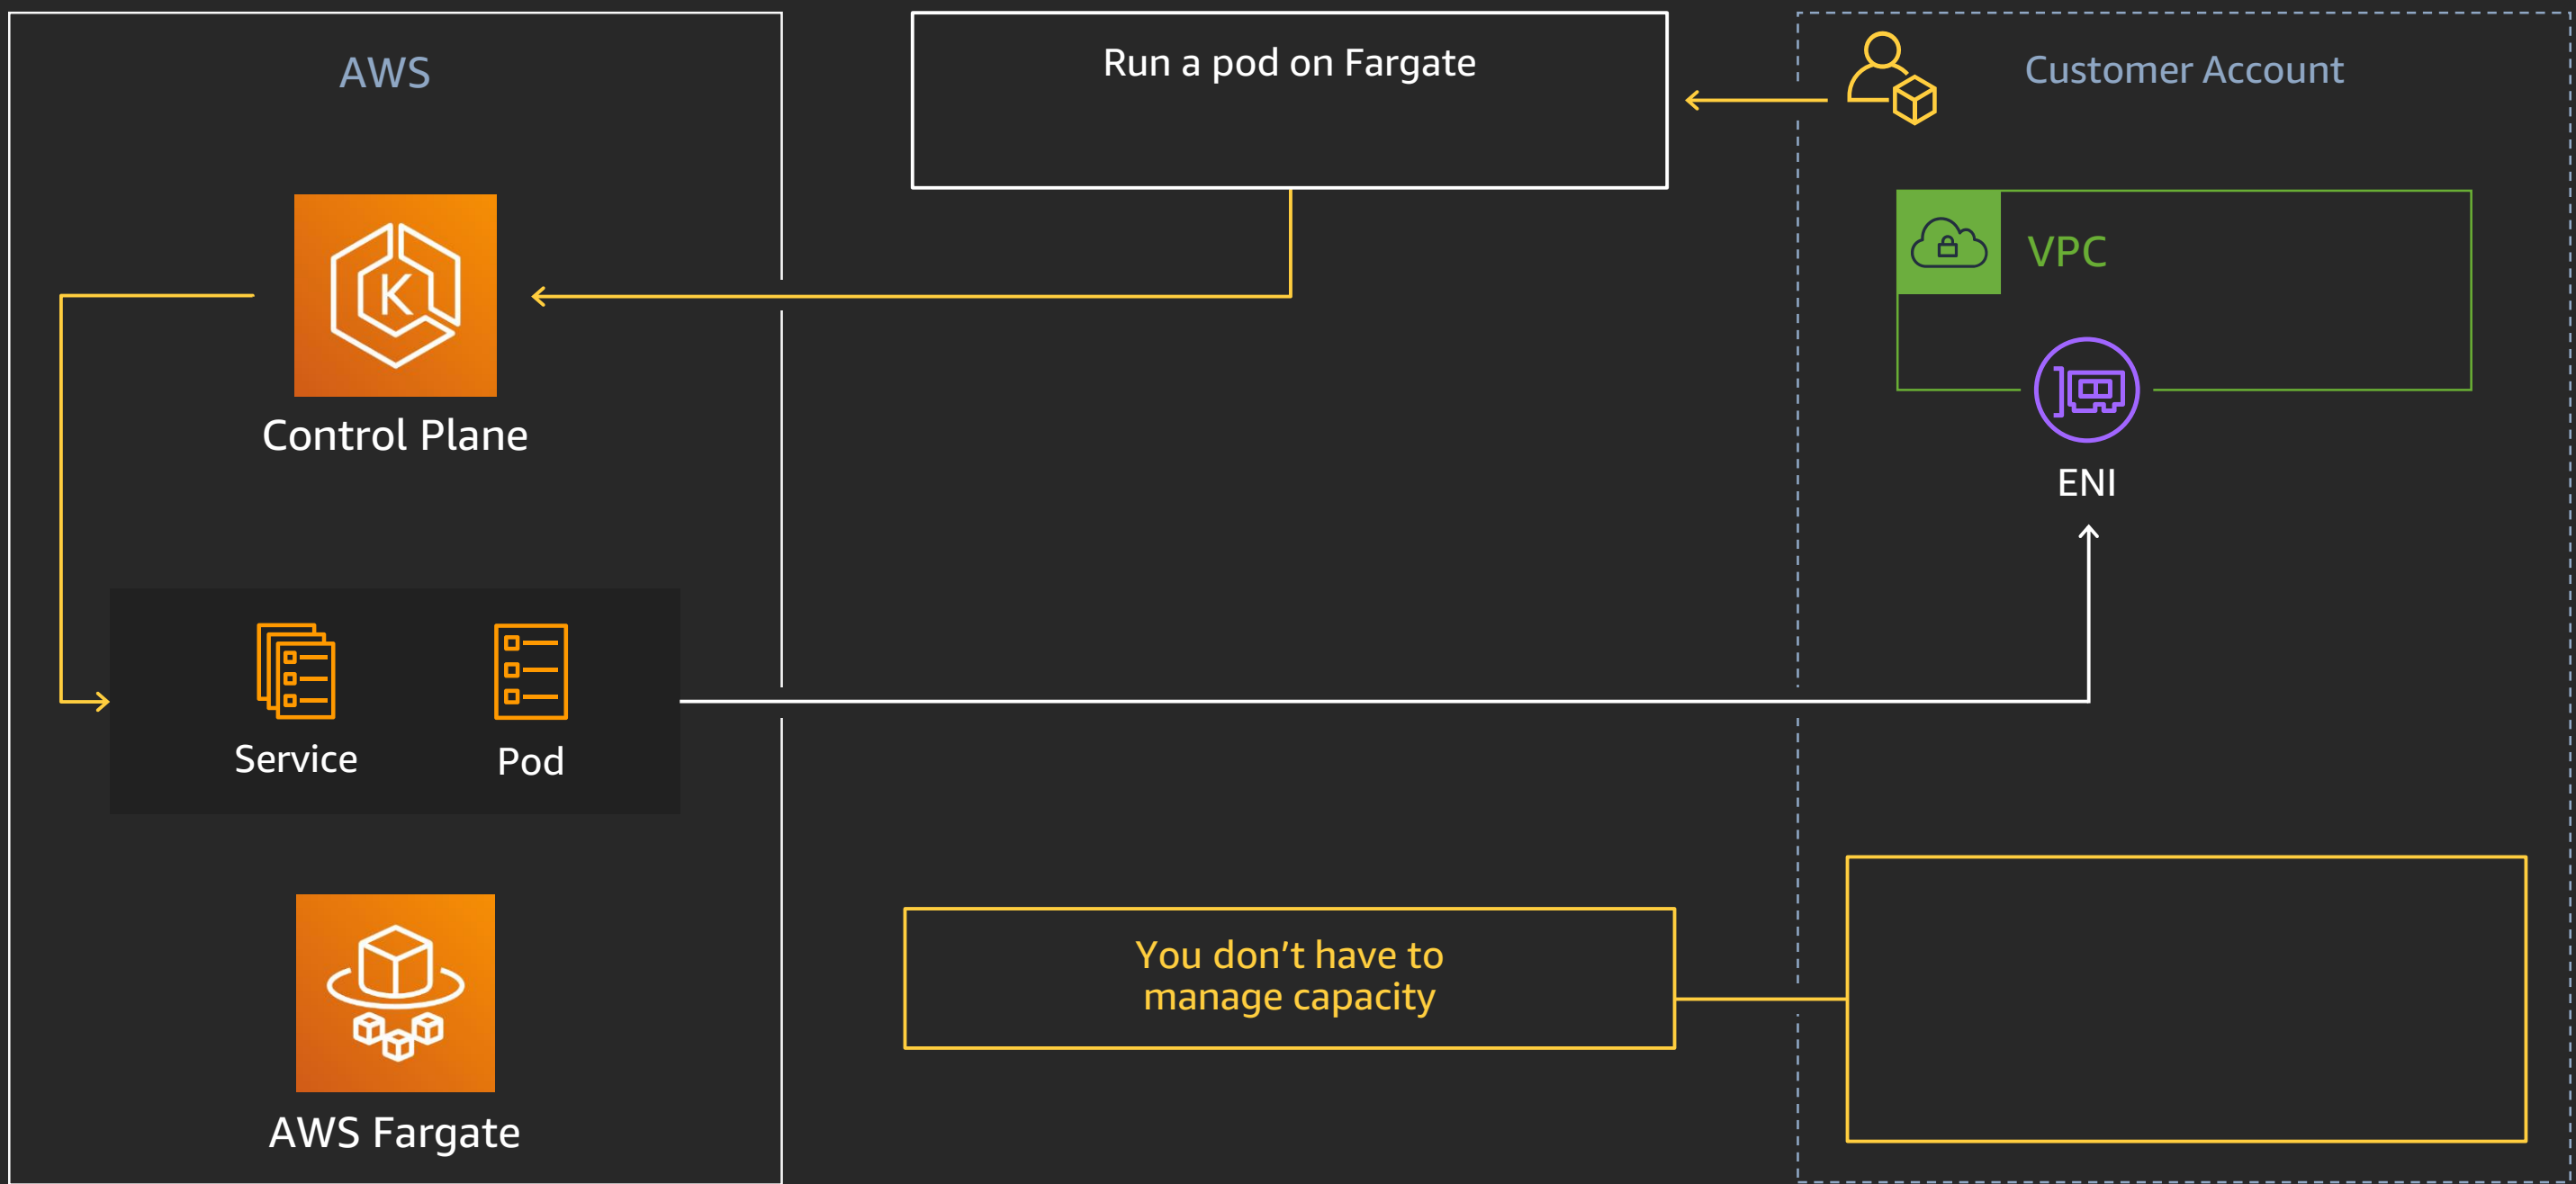 AWS
Run a pod on Fargate
Customer Account
VPC
K
Control Plane
ENI
Service
Pod
You don’t have to
manage capacity
AWS Fargate